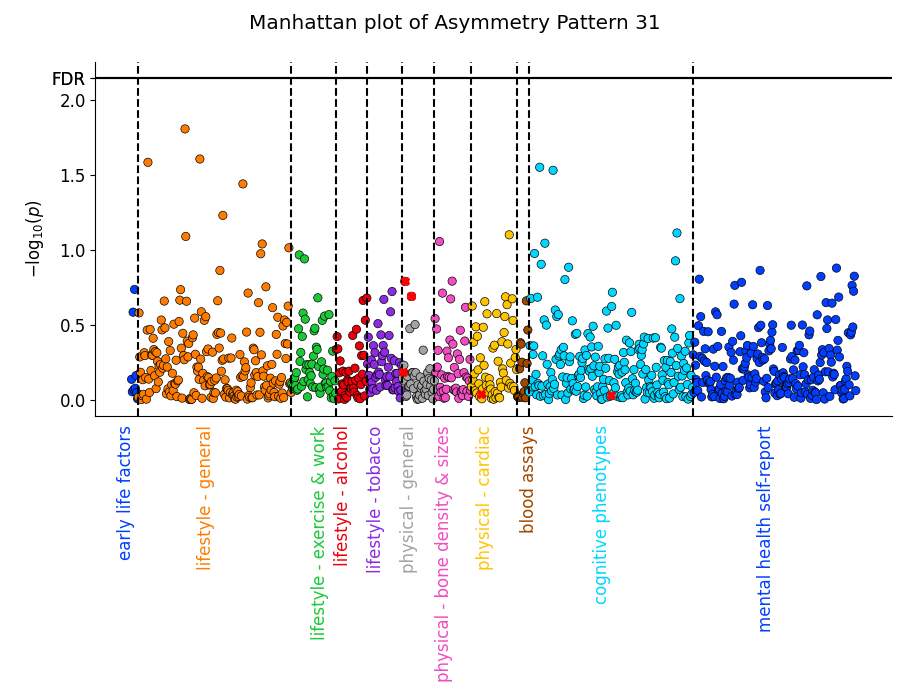 Manhattan plot of Asymmetry Pattern 31
FDR
2.0
1.5
1.0
0.5
0.0
−log₁₀(p)
early life factors
lifestyle - general
lifestyle - exercise & work
lifestyle - alcohol
lifestyle - tobacco
physical - general
physical - bone density & sizes
physical - cardiac
blood assays
cognitive phenotypes
mental health self-report